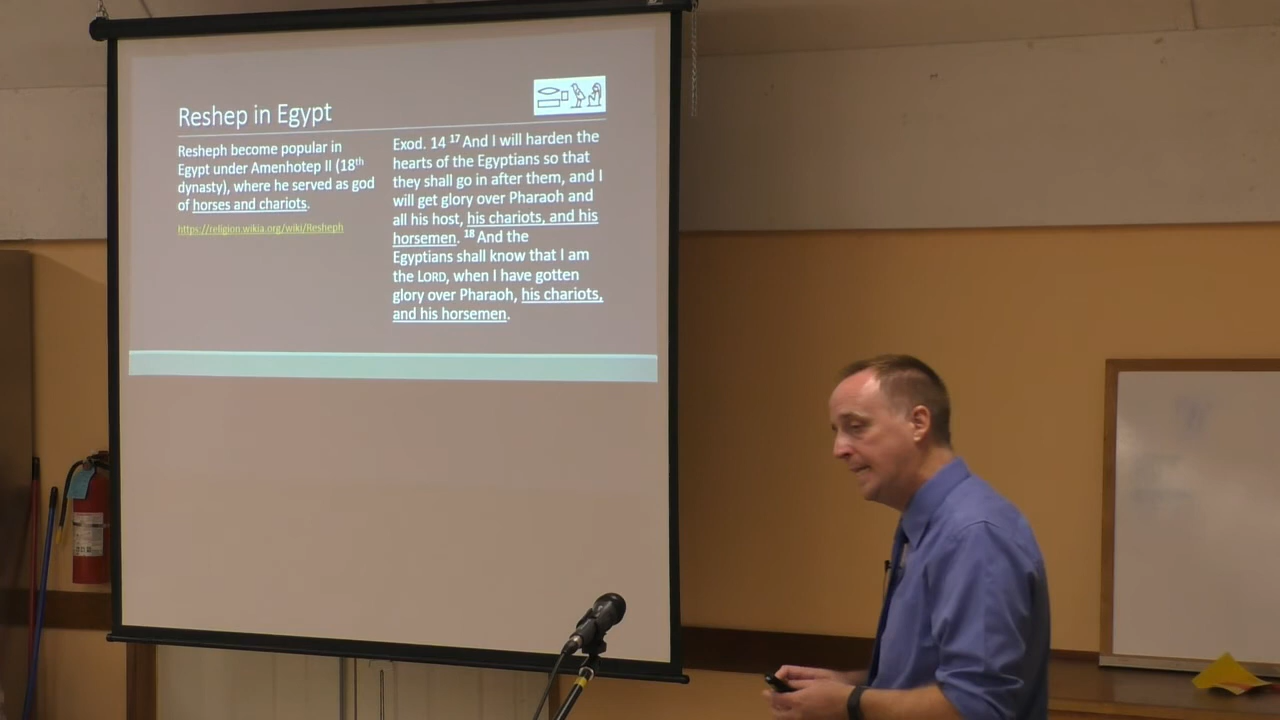 Reshep in Egypt
Resheph become popular in
Egypt under Amenhotep II (18th
dynasty), where he served as god
of horses and chariots.
https://religion.wikia.org/wiki/Resheph
Exod. 14 17 And I will harden the
hearts of the Egyptians so that
they shall go in after them, and I
will get glory over Pharaoh and
all his host, his chariots, and his
horsemen. 18 And the
Egyptians shall know that I am
the LORD, when I have gotten
glory over Pharaoh, his chariots,
and his horsemen.